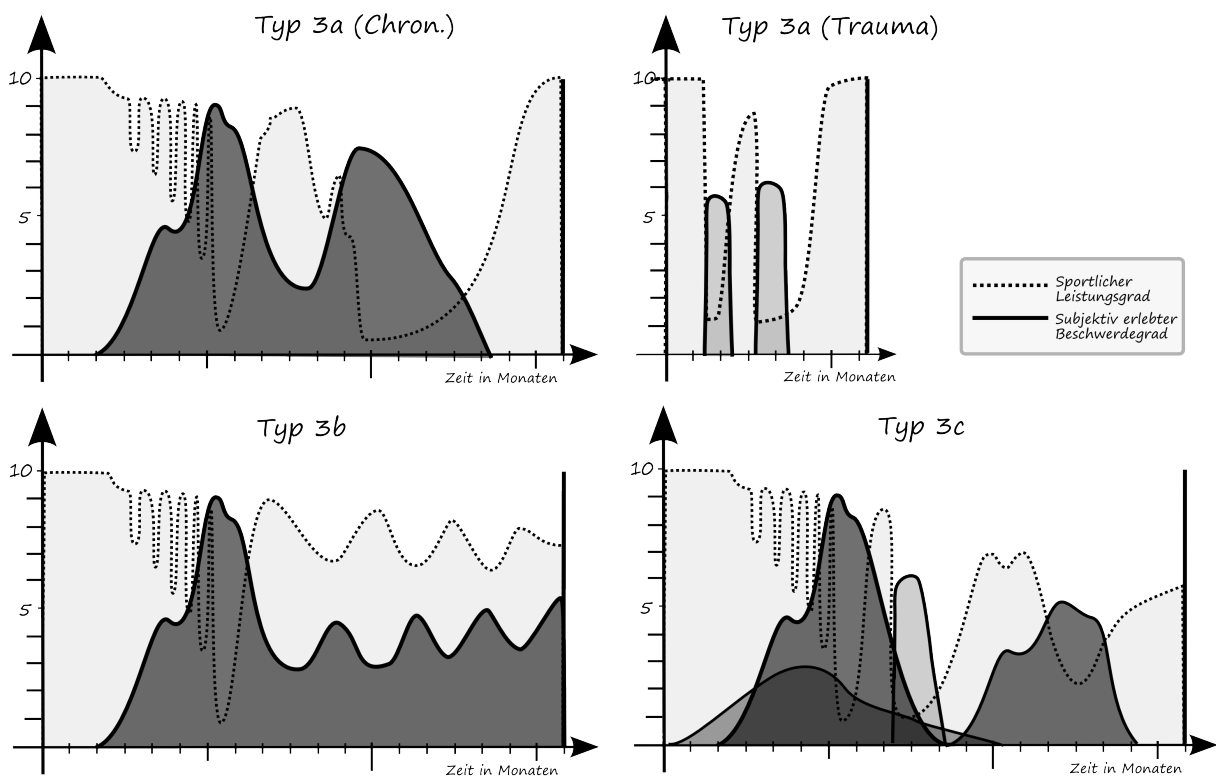 Typ 3a (Chron.)
10
5
Zeit in Monaten
Typ 3a (Trauma)
10
5
Zeit in Monaten
Sportlicher
Leistungsgrad
Subjektiv erlebter
Beschwerdegrad
Typ 3b
10
5
Zeit in Monaten
Typ 3c
10
5
Zeit in Monaten